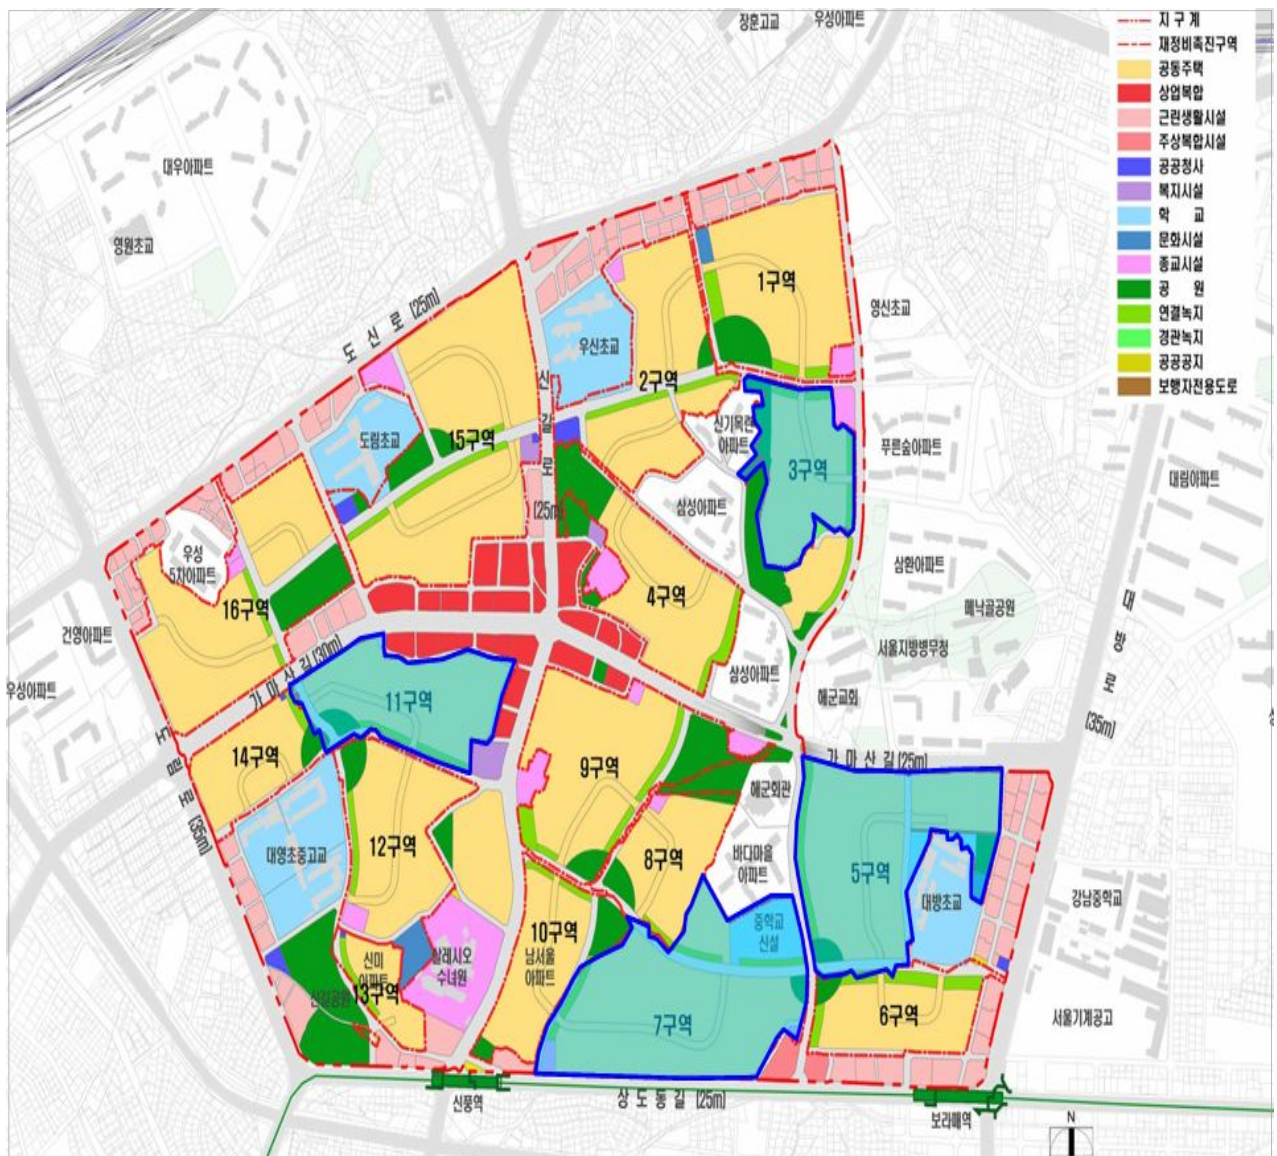 장훈고교
우성아파트
지 구 계
재정비촉진구역
공동주택
상업복합
근린생활시설
주상복합시설
공공청사
복지시설
학 교
문화시설
종교시설
공 원
연결녹지
경관녹지
공공공지
보행자전용도로
대우아파트
영원초교
도 신 로 (25m)
1구역
영신초교
우신초교
2구역
신 길 로 (25m)
신기목련
아파트
도림초교
15구역
3구역
푸른숲아파트
대림아파트
삼성아파트
우성
5차아파트
삼환아파트
16구역
4구역
메낙골공원
건영아파트
서울지방병무청
대 방 로 (35m)
우성아파트
가 마 산 길 (30m)
11구역
삼성아파트
해군교회
도 림 로 (35m)
14구역
9구역
가 마 산 길 (25m)
해군회관
12구역
대영초중고교
8구역
바다마을
아파트
5구역
대방초교
강남중학교
10구역
남서울
아파트
중학교
신설
신미
아파트
살레시오
수녀원
13구역
신길공원
7구역
6구역
서울기계공고
신풍역
상 도 동 길 (25m)
보라매역
N